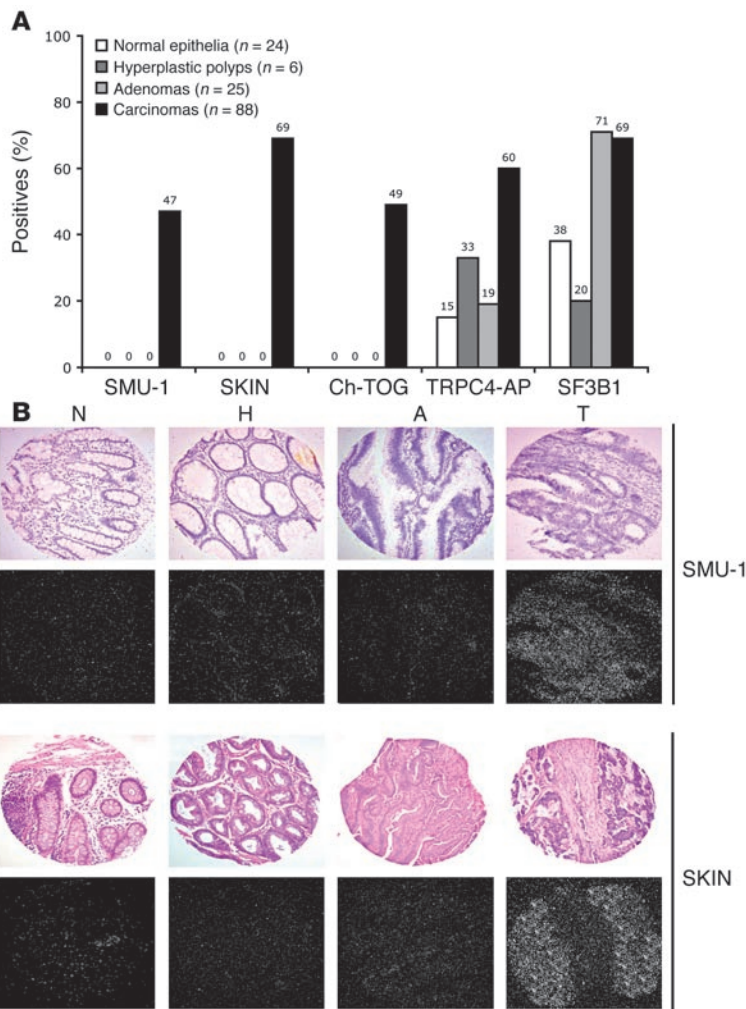 A
100
80
60
40
20
0
Positives (%)
Normal epithelia (n = 24)
Hyperplastic polyps (n = 6)
Adenomas (n = 25)
Carcinomas (n = 88)
0 0 0 47
0 0 0 69
0 0 0 49
15 33 19 60
38 20 71 69
SMU-1 SKIN Ch-TOG TRPC4-AP SF3B1
B
N H A T
SMU-1
SKIN